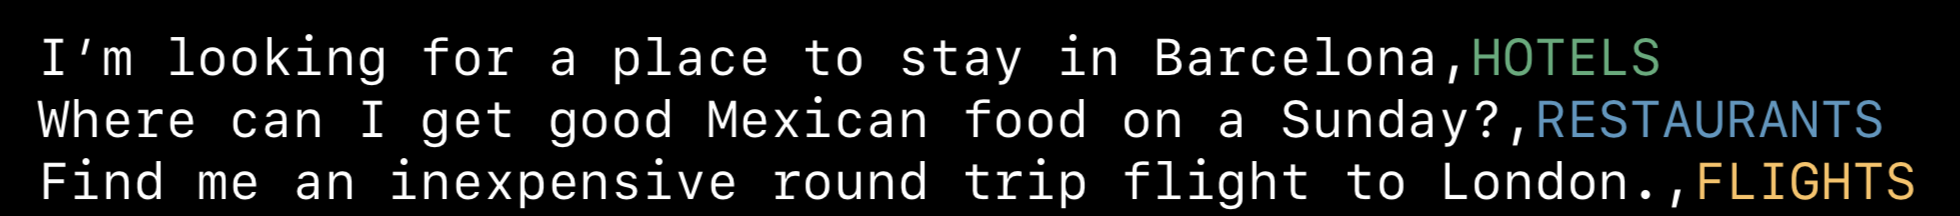 I’m looking for a place to stay in Barcelona,HOTELS
Where can I get good Mexican food on a Sunday?,RESTAURANTS
Find me an inexpensive round trip flight to London.,FLIGHTS